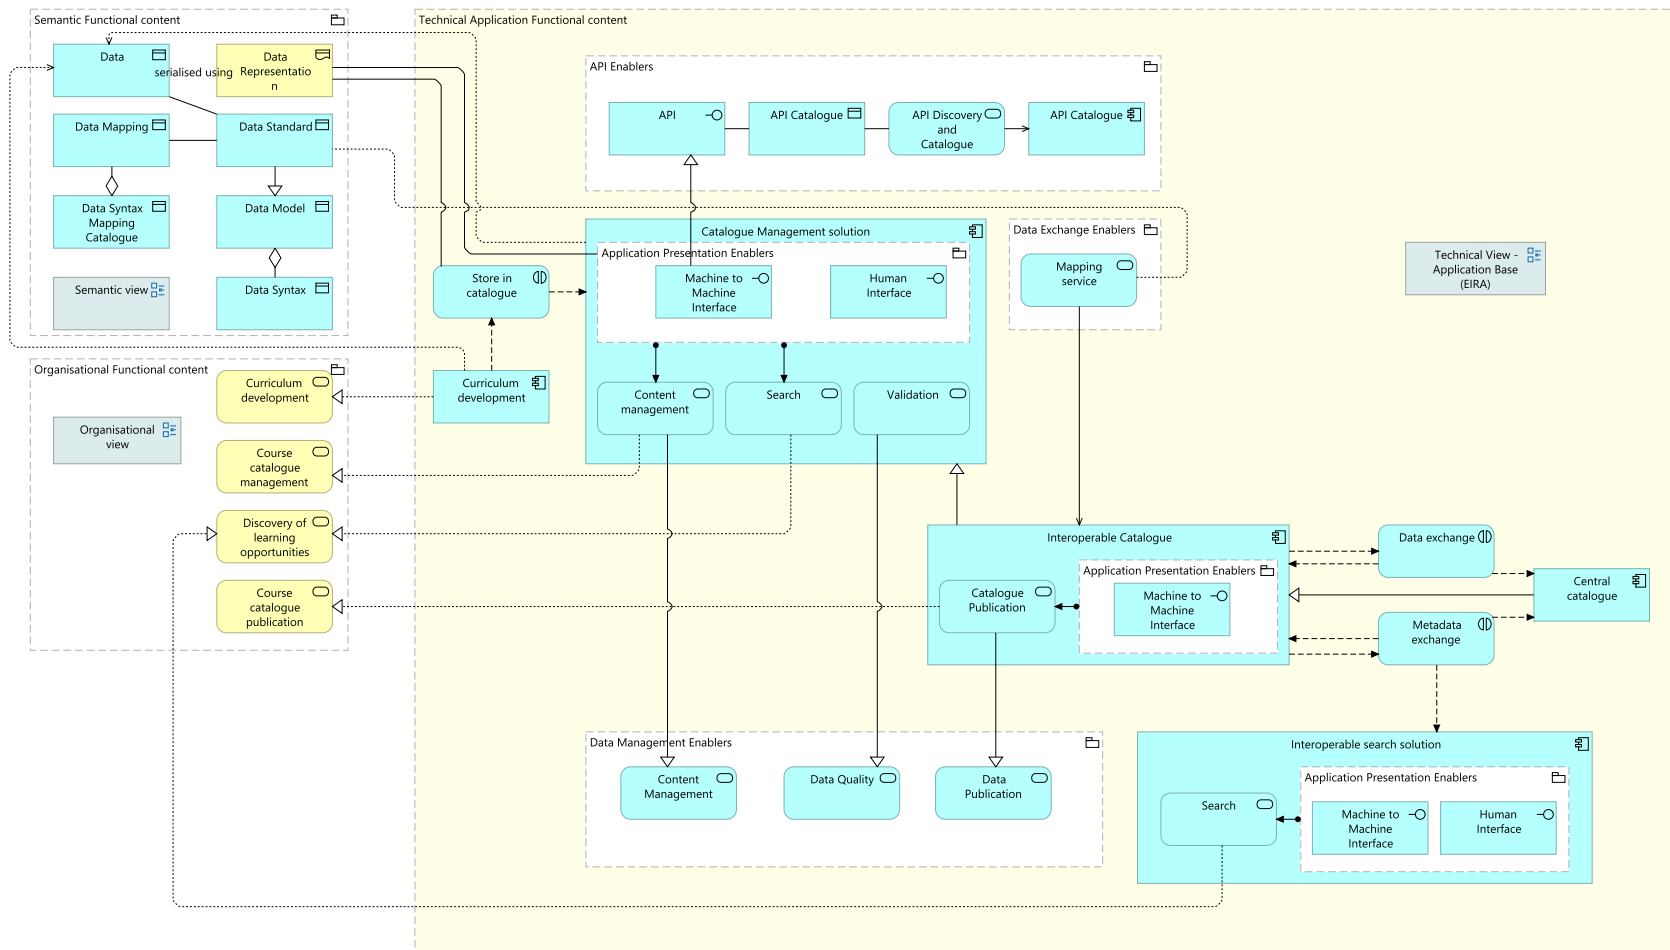 Semantic Functional content
Data
serialised using
Data
Representatio
n
Data Mapping
Data Standard
Data Syntax
Mapping
Catalogue
Data Model
Semantic view
Data Syntax
Organisational Functional content
Curriculum
development
Organisational
view
Course
catalogue
management
Discovery of
learning
opportunities
Course
catalogue
publication
Technical Application Functional content
API Enablers
API
API Catalogue
API Discovery
and
Catalogue
API Catalogue
Catalogue Management solution
Application Presentation Enablers
Machine to
Machine
Interface
Human
Interface
Store in
catalogue
Curriculum
development
Content
management
Search
Validation
Data Exchange Enablers
Mapping
service
Technical View -
Application Base
(EIRA)
Interoperable Catalogue
Application Presentation Enablers
Catalogue
Publication
Machine to
Machine
Interface
Data exchange
Central
catalogue
Metadata
exchange
Data Management Enablers
Content
Management
Data Quality
Data
Publication
Interoperable search solution
Application Presentation Enablers
Search
Machine to
Machine
Interface
Human
Interface